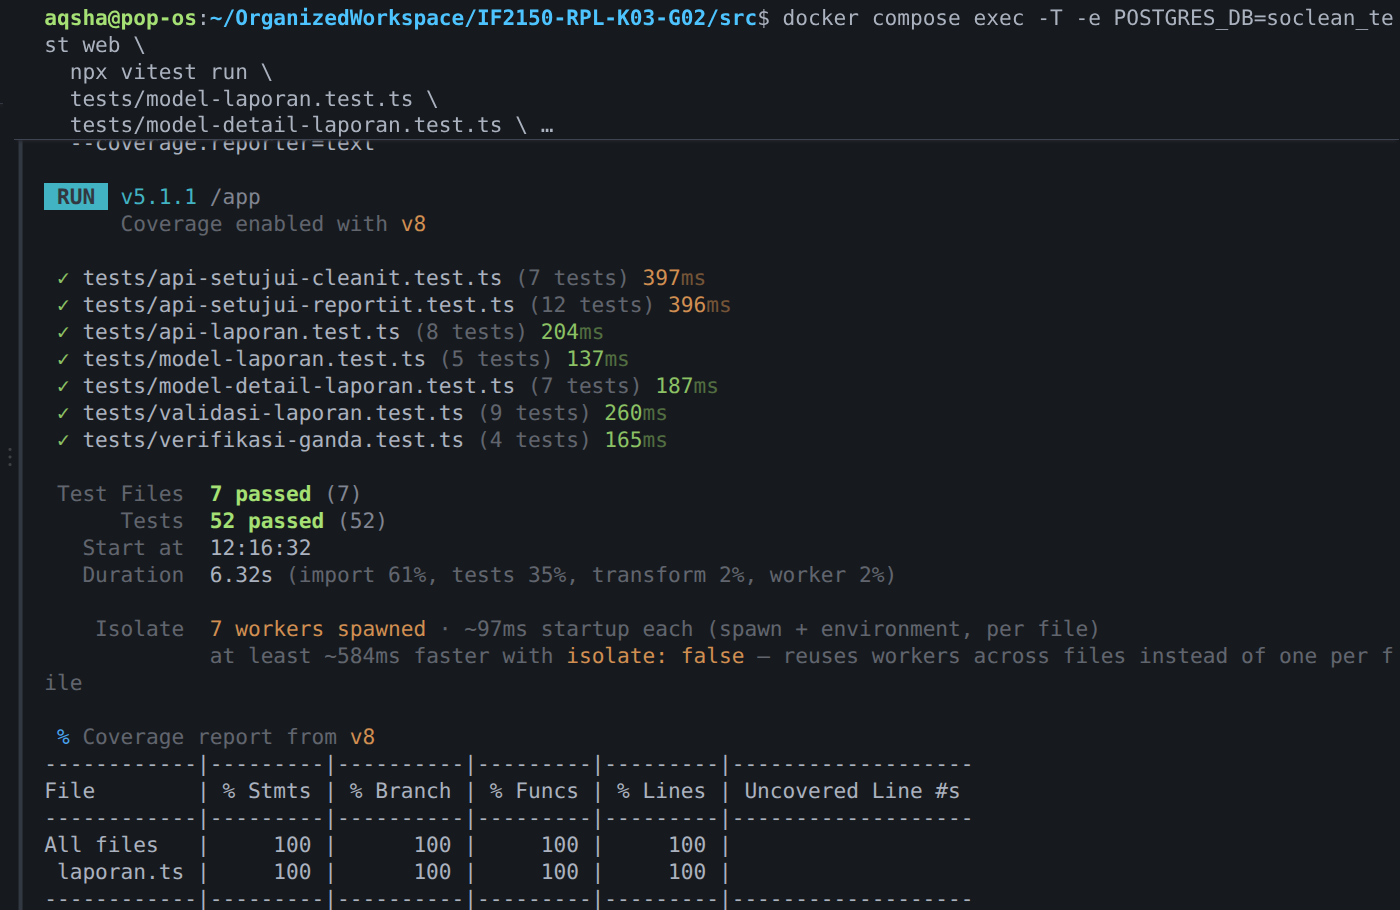 aqsha@pop-os:~/OrganizedWorkspace/IF2150-RPL-K03-G02/src$ docker compose exec -T -e POSTGRES_DB=soclean_te
st web \
  npx vitest run \
  tests/model-laporan.test.ts \
  tests/model-detail-laporan.test.ts \ …
  --coverage.reporter=text
 RUN  v5.1.1 /app
      Coverage enabled with v8
 ✓ tests/api-setujui-cleanit.test.ts (7 tests) 397ms
 ✓ tests/api-setujui-reportit.test.ts (12 tests) 396ms
 ✓ tests/api-laporan.test.ts (8 tests) 204ms
 ✓ tests/model-laporan.test.ts (5 tests) 137ms
 ✓ tests/model-detail-laporan.test.ts (7 tests) 187ms
 ✓ tests/validasi-laporan.test.ts (9 tests) 260ms
 ✓ tests/verifikasi-ganda.test.ts (4 tests) 165ms
 Test Files  7 passed (7)
      Tests  52 passed (52)
   Start at  12:16:32
   Duration  6.32s (import 61%, tests 35%, transform 2%, worker 2%)
    Isolate  7 workers spawned · ~97ms startup each (spawn + environment, per file)
             at least ~584ms faster with isolate: false — reuses workers across files instead of one per f
ile
 % Coverage report from v8
------------|---------|----------|---------|---------|-------------------
File        | % Stmts | % Branch | % Funcs | % Lines | Uncovered Line #s
------------|---------|----------|---------|---------|-------------------
All files   |     100 |      100 |     100 |     100 |
 laporan.ts |     100 |      100 |     100 |     100 |
------------|---------|----------|---------|---------|-------------------